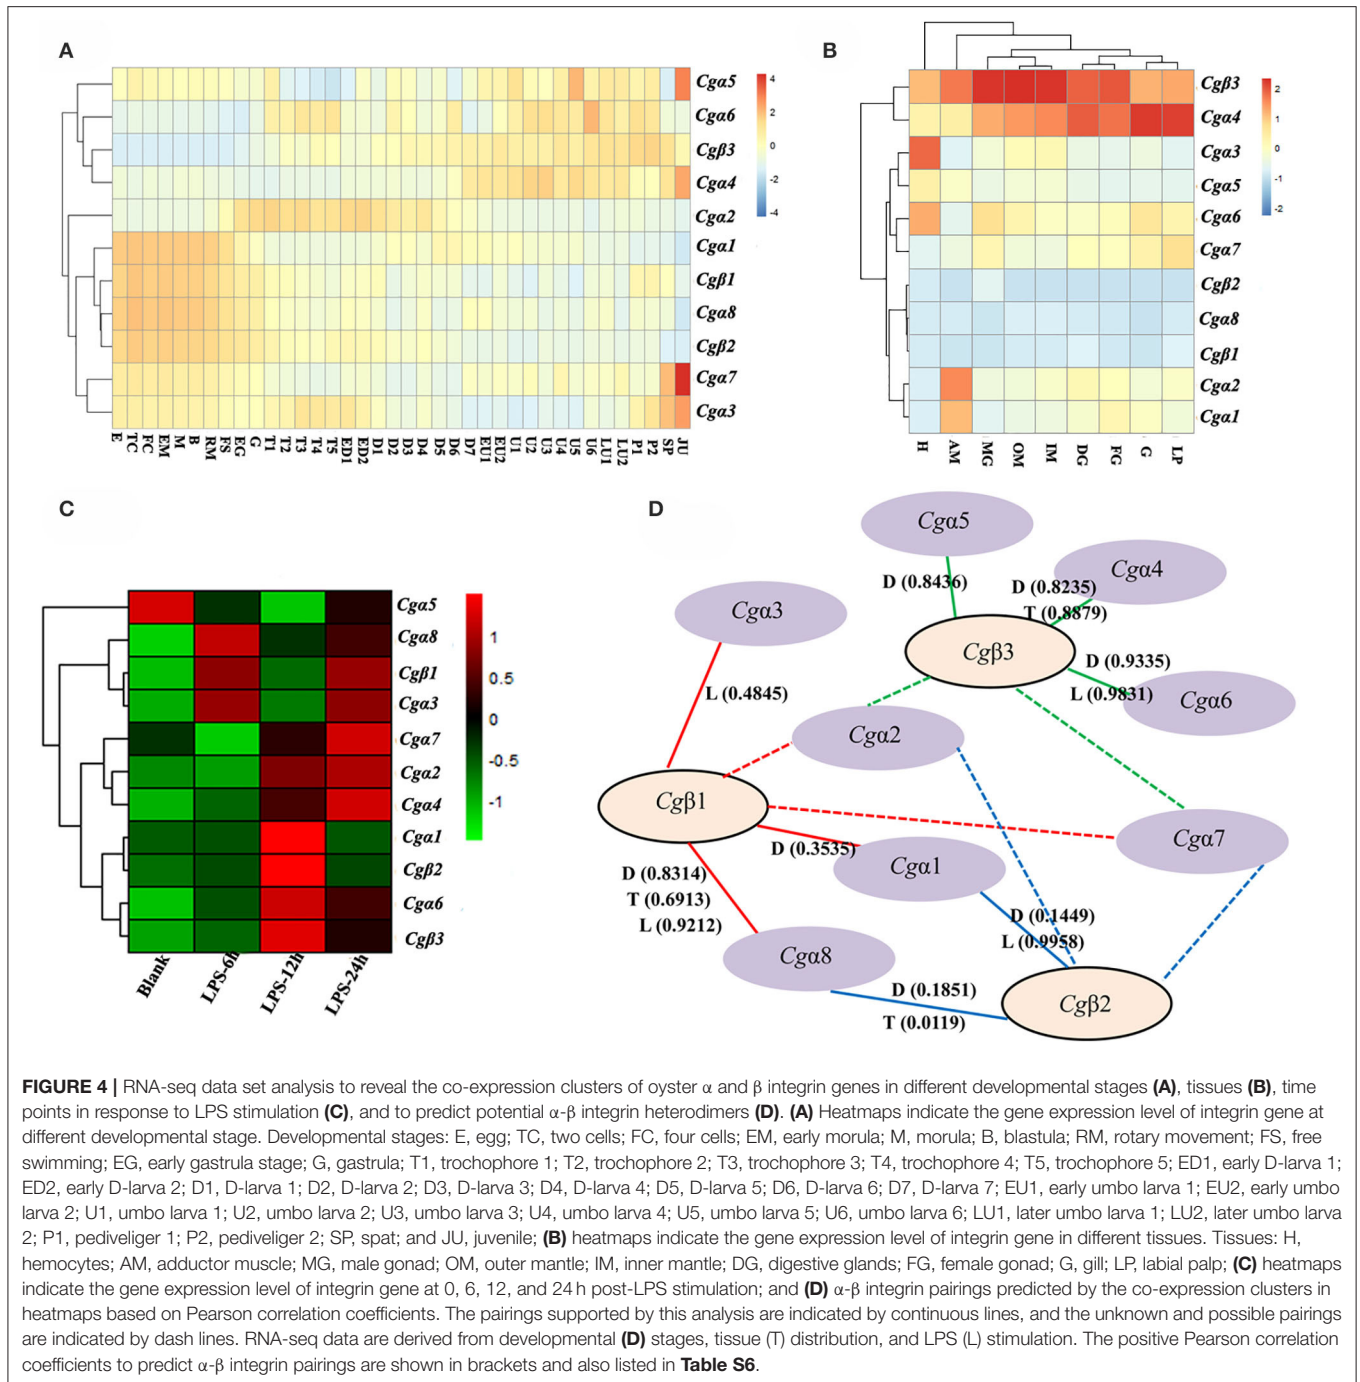 A
Cgα5
Cgα6
Cgβ3
Cgα4
Cgα2
Cgα1
Cgβ1
Cgα8
Cgβ2
Cgα7
Cgα3
4
2
0
-2
-4
E TC FC EM M B RM FS EG G T1 T2 T3 T4 T5 ED1 ED2 D1 D2 D3 D4 D5 D6 D7 EU1 EU2 U1 U2 U3 U4 U5 U6 LU1 LU2 P1 P2 SP JU
B
Cgβ3
Cgα4
Cgα3
Cgα5
Cgα6
Cgα7
Cgβ2
Cgα8
Cgβ1
Cgα2
Cgα1
2
1
0
-1
-2
H AM MG OM IM DG FG G LP
C
Cgα5
Cgα8
Cgβ1
Cgα3
Cgα7
Cgα2
Cgα4
Cgα1
Cgβ2
Cgα6
Cgβ3
1
0.5
0
-0.5
-1
Blank LPS-6h LPS-12h LPS-24h
D
Cgα5
D (0.8436)
D (0.8235)
Cgα4
T (0.8879)
Cgα3
Cgβ3
D (0.9335)
L (0.9831)
Cgα6
L (0.4845)
Cgα2
Cgβ1
Cgα7
D (0.3535)
Cgα1
D (0.8314)
T (0.6913)
L (0.9212)
D (0.1449)
L (0.9958)
Cgα8
D (0.1851)
T (0.0119)
Cgβ2
FIGURE 4 | RNA-seq data set analysis to reveal the co-expression clusters of oyster α and β integrin genes in different developmental stages (A), tissues (B), time
points in response to LPS stimulation (C), and to predict potential α-β integrin heterodimers (D). (A) Heatmaps indicate the gene expression level of integrin gene at
different developmental stage. Developmental stages: E, egg; TC, two cells; FC, four cells; EM, early morula; M, morula; B, blastula; RM, rotary movement; FS, free
swimming; EG, early gastrula stage; G, gastrula; T1, trochophore 1; T2, trochophore 2; T3, trochophore 3; T4, trochophore 4; T5, trochophore 5; ED1, early D-larva 1;
ED2, early D-larva 2; D1, D-larva 1; D2, D-larva 2; D3, D-larva 3; D4, D-larva 4; D5, D-larva 5; D6, D-larva 6; D7, D-larva 7; EU1, early umbo larva 1; EU2, early umbo
larva 2; U1, umbo larva 1; U2, umbo larva 2; U3, umbo larva 3; U4, umbo larva 4; U5, umbo larva 5; U6, umbo larva 6; LU1, later umbo larva 1; LU2, later umbo larva
2; P1, pediveliger 1; P2, pediveliger 2; SP, spat; and JU, juvenile; (B) heatmaps indicate the gene expression level of integrin gene in different tissues. Tissues: H,
hemocytes; AM, adductor muscle; MG, male gonad; OM, outer mantle; IM, inner mantle; DG, digestive glands; FG, female gonad; G, gill; LP, labial palp; (C) heatmaps
indicate the gene expression level of integrin gene at 0, 6, 12, and 24 h post-LPS stimulation; and (D) α-β integrin pairings predicted by the co-expression clusters in
heatmaps based on Pearson correlation coefficients. The pairings supported by this analysis are indicated by continuous lines, and the unknown and possible pairings
are indicated by dash lines. RNA-seq data are derived from developmental (D) stages, tissue (T) distribution, and LPS (L) stimulation. The positive Pearson correlation
coefficients to predict α-β integrin pairings are shown in brackets and also listed in Table S6.